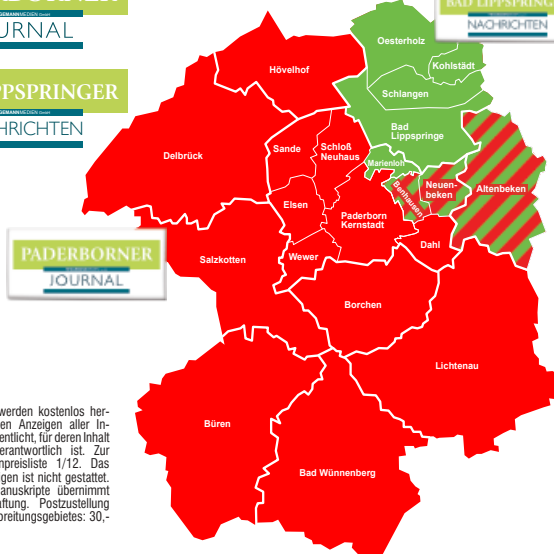 URNAL
PPSPRINGER
HRICHTEN
BAD LIPPSPRING
NACHRICHTEN
Oesterholz
Kohlstädt
Hövelhof
Schlangen
Bad
Lippspringe
Sande
Schloß
Neuhaus
Delbrück
Marienloh
Benhausen
Neuen-
beken
Altenbeken
Elsen
Paderborn
Kernstadt
Dahl
Wewer
Salzkotten
PADERBORNER
JOURNAL
Borchen
Lichtenau
Büren
Bad Wünnenberg
werden kostenlos her-
en Anzeigen aller In-
entlicht, für deren Inhalt
erantwortlich ist. Zur
npreisliste 1/12. Das
gen ist nicht gestattet.
anuskripte übernimmt
aftung. Postzustellung
breitungsgebietes: 30,-